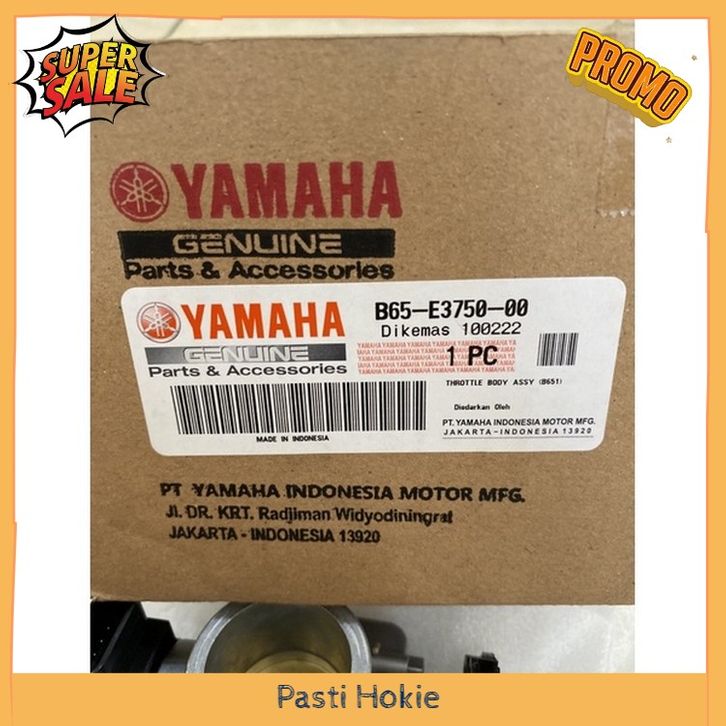 SUPER
SALE
PROMO
YAMAHA
GENUINE
Parts & Accessories
YAMAHA
GENUINE
Parts & Accessories
MADE IN INDONESIA
B65-E3750-00
Dikemas 100222
1 PC
THROTTLE BODY ASSY (B651)
Diedarkan Oleh
PT. YAMAHA INDONESIA MOTOR MFG.
JAKARTA-INDONESIA 13920
PT YAMAHA INDONESIA MOTOR MFG.
Jl. DR. KRT. Radjiman Widyodiningrat
JAKARTA - INDONESIA 13920
Pasti Hokie